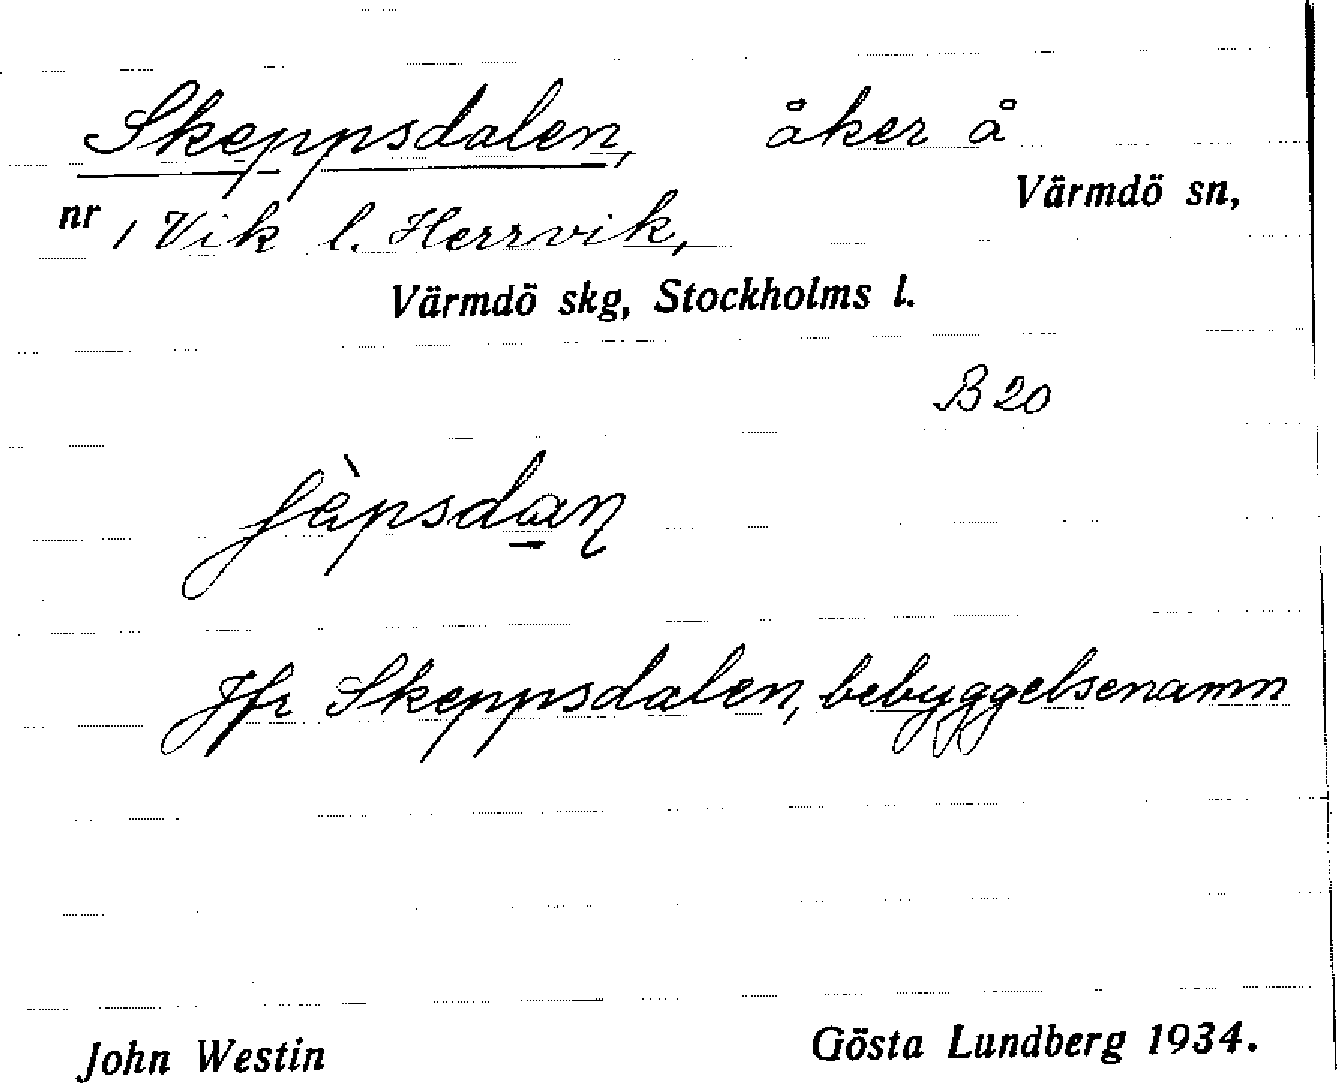 Skeppsdalen, åker å
Värmdö sn,
nr 1 Vik l. Herrvik,
Värmdö skg, Stockholms l.
B 20
Jfr Skeppsdalen, bebyggelsenamn
John Westin Gösta Lundberg 1934.